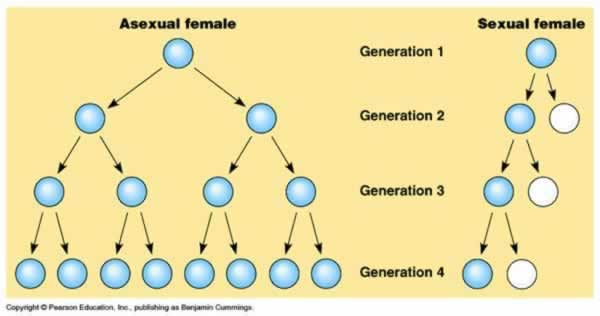 Asexual female
Sexual female
Generation 1
Generation 2
Generation 3
Generation 4
Copyright © Pearson Education, Inc., publishing as Benjamin Cummings.